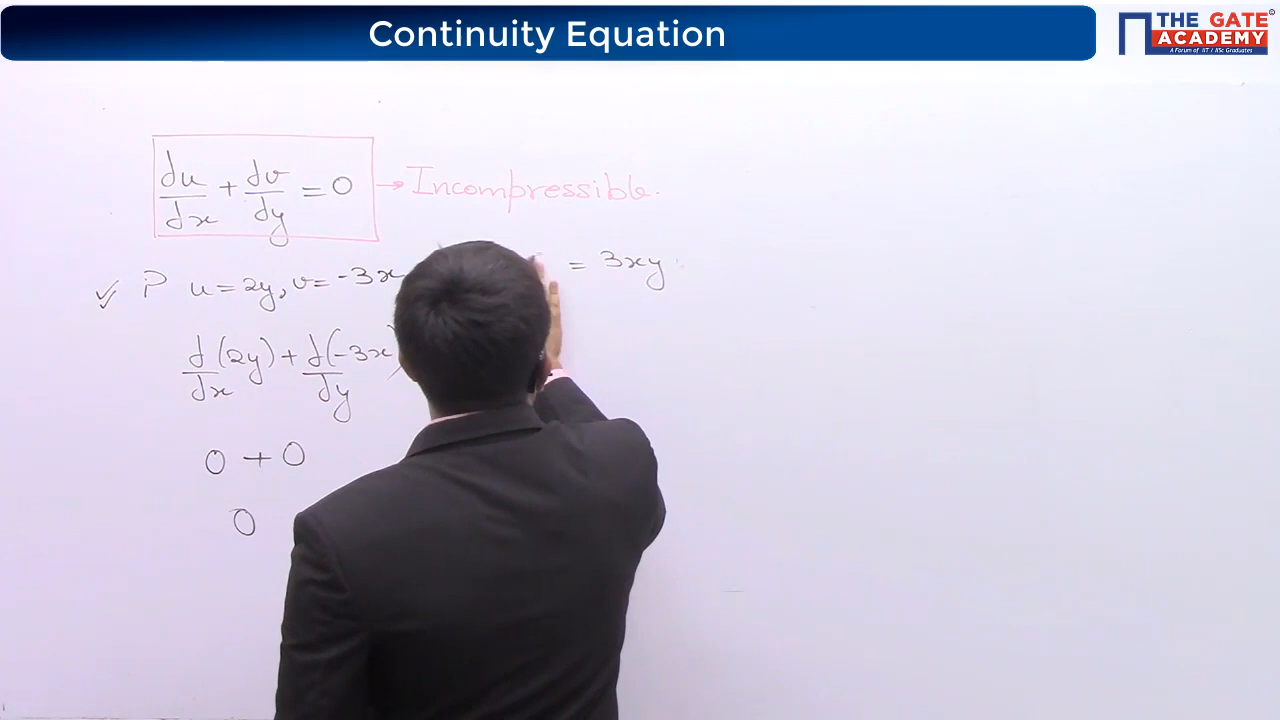 Continuity Equation
THE GATE ACADEMY
A Forum of IIT / IISc Graduates
du/dx + dv/dy = 0 → Incompressible.
✓ P u = 2y, v = -3x = 3xy
d/dx (2y) + d/dy (-3x)
0 + 0
0